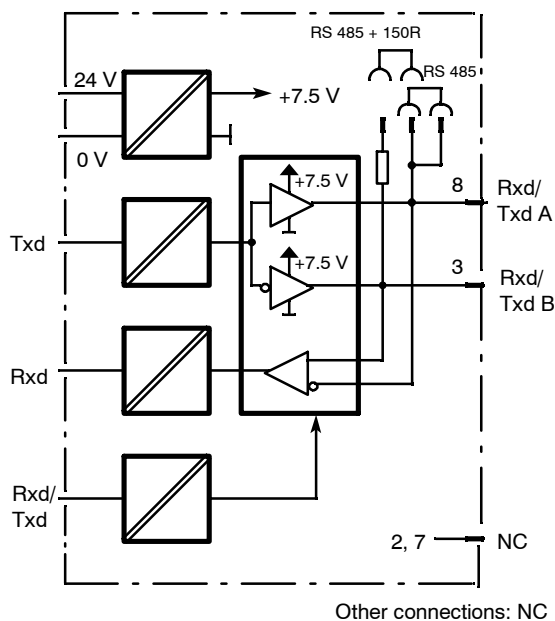 RS 485 + 150R
RS 485
24 V
+7.5 V
0 V
+7.5 V
8
Rxd/
Txd A
Txd
+7.5 V
3
Rxd/
Txd B
Rxd
Rxd/
Txd
2, 7
NC
Other connections: NC